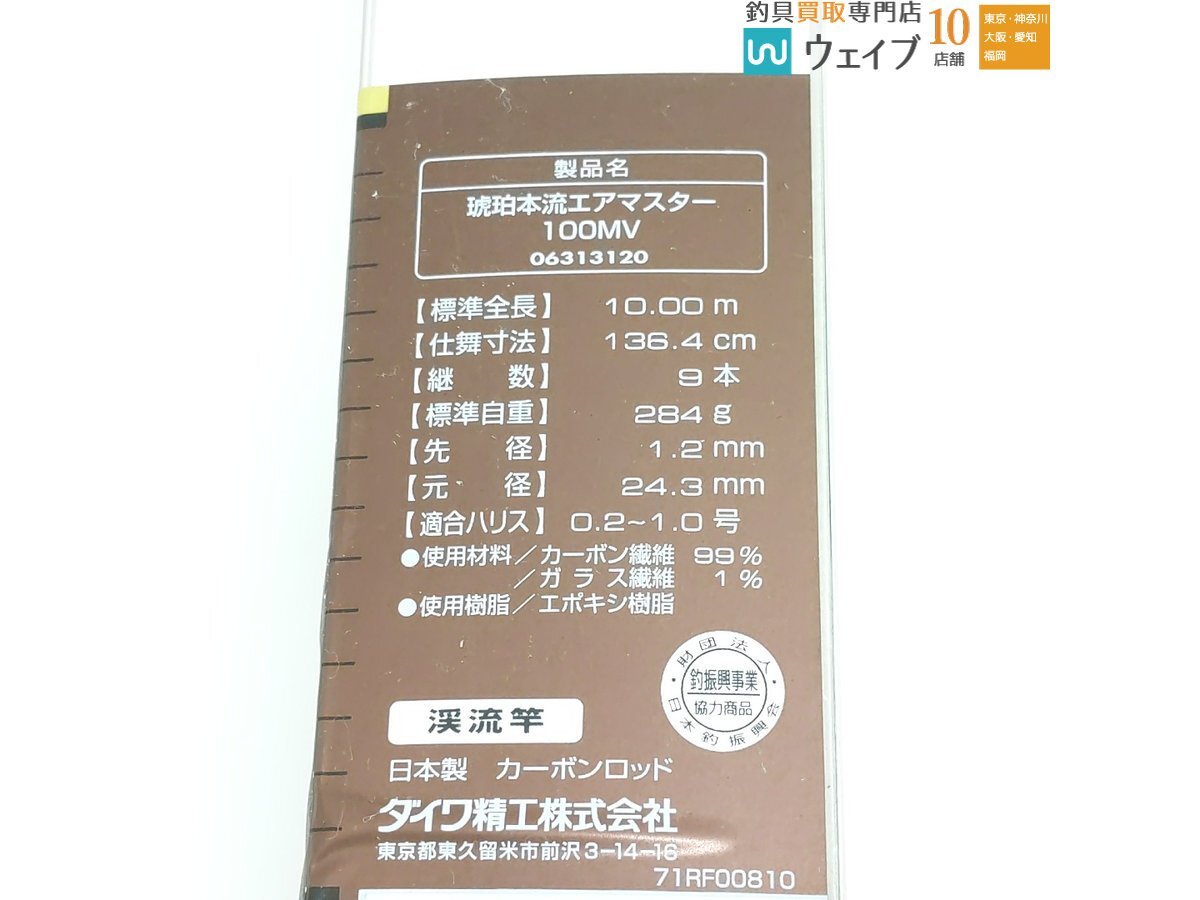 釣具買取専門店
ウェイブ
10
店舗
東京・神奈川
大阪・愛知
福岡
製品名
琥珀本流エアマスター
100MV
06313120
【標準全長】 10.00 m
【仕舞寸法】 136.4 cm
【継 数】 9 本
【標準自重】 284 g
【先 径】 1.2 mm
【元 径】 24.3 mm
【適合ハリス】 0.2~1.0 号
●使用材料/カーボン繊維 99%
/ガラス繊維 1%
●使用樹脂/エポキシ樹脂
財団法人
釣振興事業
協力商品
日本釣振興会
渓流竿
日本製 カーボンロッド
ダイワ精工株式会社
東京都東久留米市前沢3-14-16
71RF00810